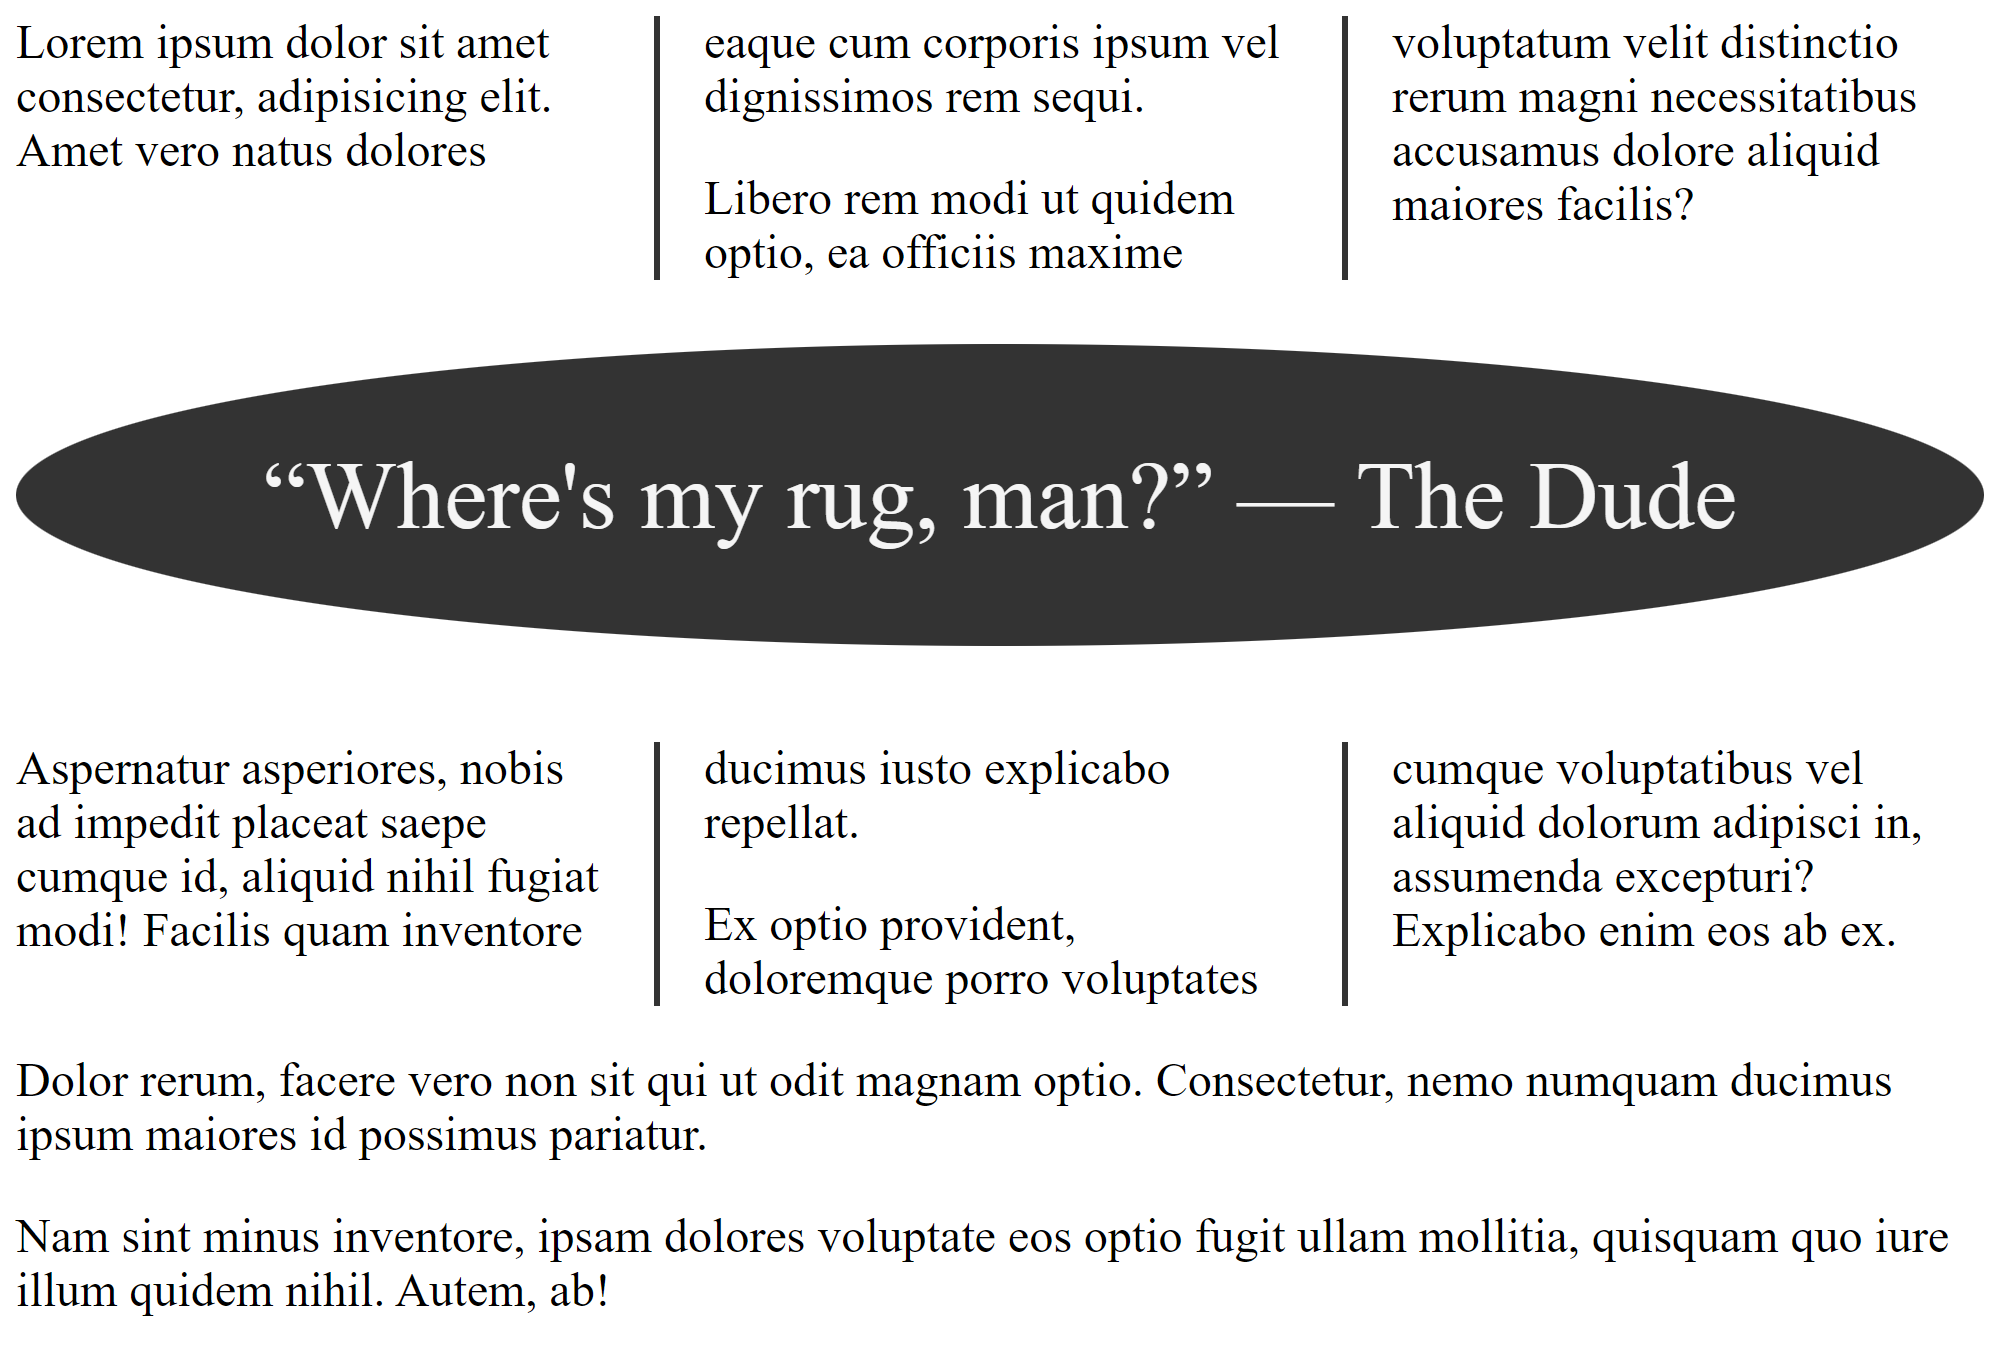 Lorem ipsum dolor sit amet
consectetur, adipisicing elit.
Amet vero natus dolores
eaque cum corporis ipsum vel
dignissimos rem sequi.
Libero rem modi ut quidem
optio, ea officiis maxime
voluptatum velit distinctio
rerum magni necessitatibus
accusamus dolore aliquid
maiores facilis?
“Where's my rug, man?” — The Dude
Aspernatur asperiores, nobis
ad impedit placeat saepe
cumque id, aliquid nihil fugiat
modi! Facilis quam inventore
ducimus iusto explicabo
repellat.
Ex optio provident,
doloremque porro voluptates
cumque voluptatibus vel
aliquid dolorum adipisci in,
assumenda excepturi?
Explicabo enim eos ab ex.
Dolor rerum, facere vero non sit qui ut odit magnam optio. Consectetur, nemo numquam ducimus
ipsum maiores id possimus pariatur.
Nam sint minus inventore, ipsam dolores voluptate eos optio fugit ullam mollitia, quisquam quo iure
illum quidem nihil. Autem, ab!